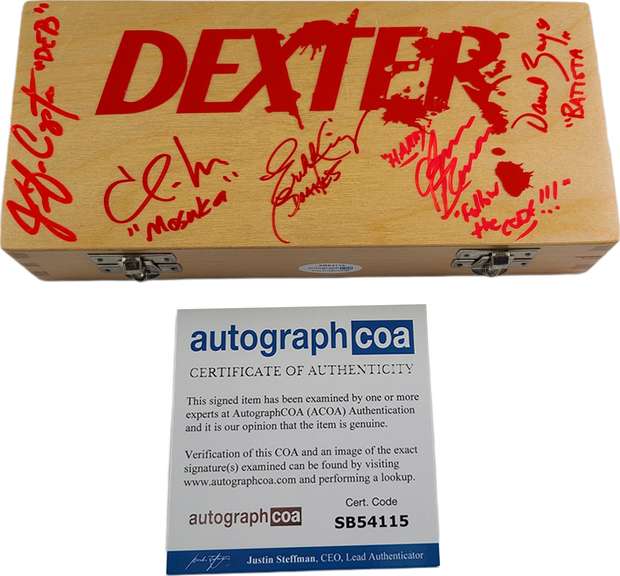 DEXTER
"DEB"
"MASUKA"
DOAKES
"HARRY"
"Follow
the CODE!!!"
"BATISTA"
autographcoa
CERTIFICATE OF AUTHENTICITY
This signed item has been examined by one or more
experts at AutographCOA (ACOA) Authentication
and it is our opinion that the item is genuine.
Verification of this COA and an image of the exact
signature(s) examined can be found by visiting
www.autographcoa.com and performing a lookup.
Cert. Code
autographcoa
SB54115
Justin Steffman, CEO, Lead Authenticator